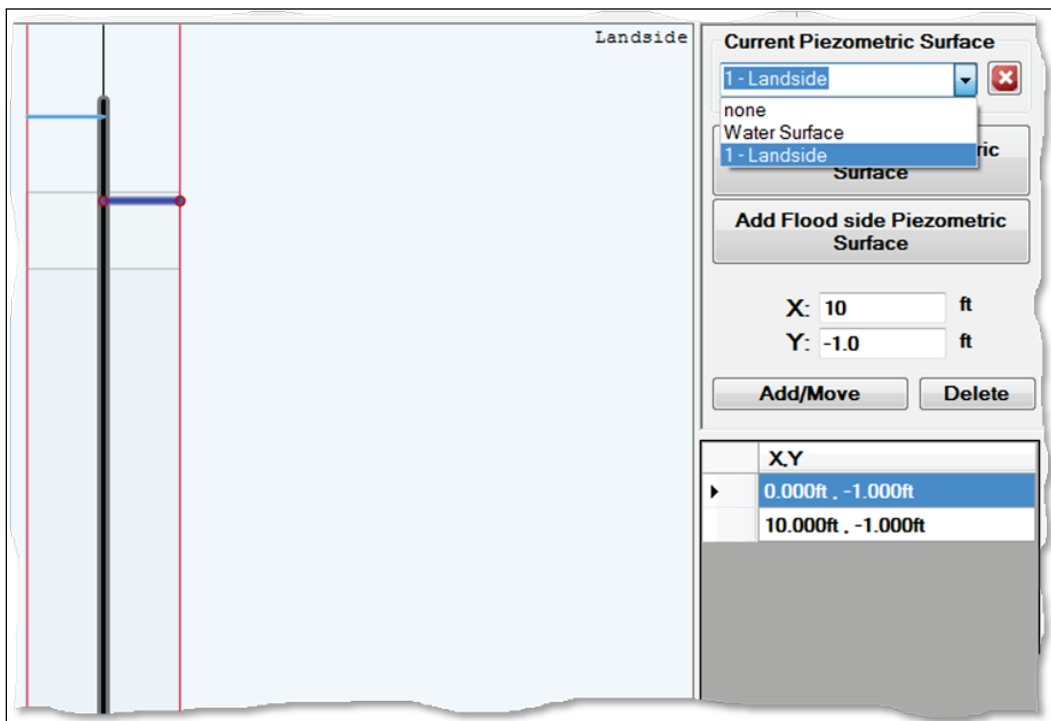 Landside
Current Piezometric Surface
1 - Landside
none
Water Surface
1 - Landside
Surface
Add Flood side Piezometric
Surface
X: 10 ft
Y: -1.0 ft
Add/Move Delete
X,Y
0.000ft , -1.000ft
10.000ft , -1.000ft